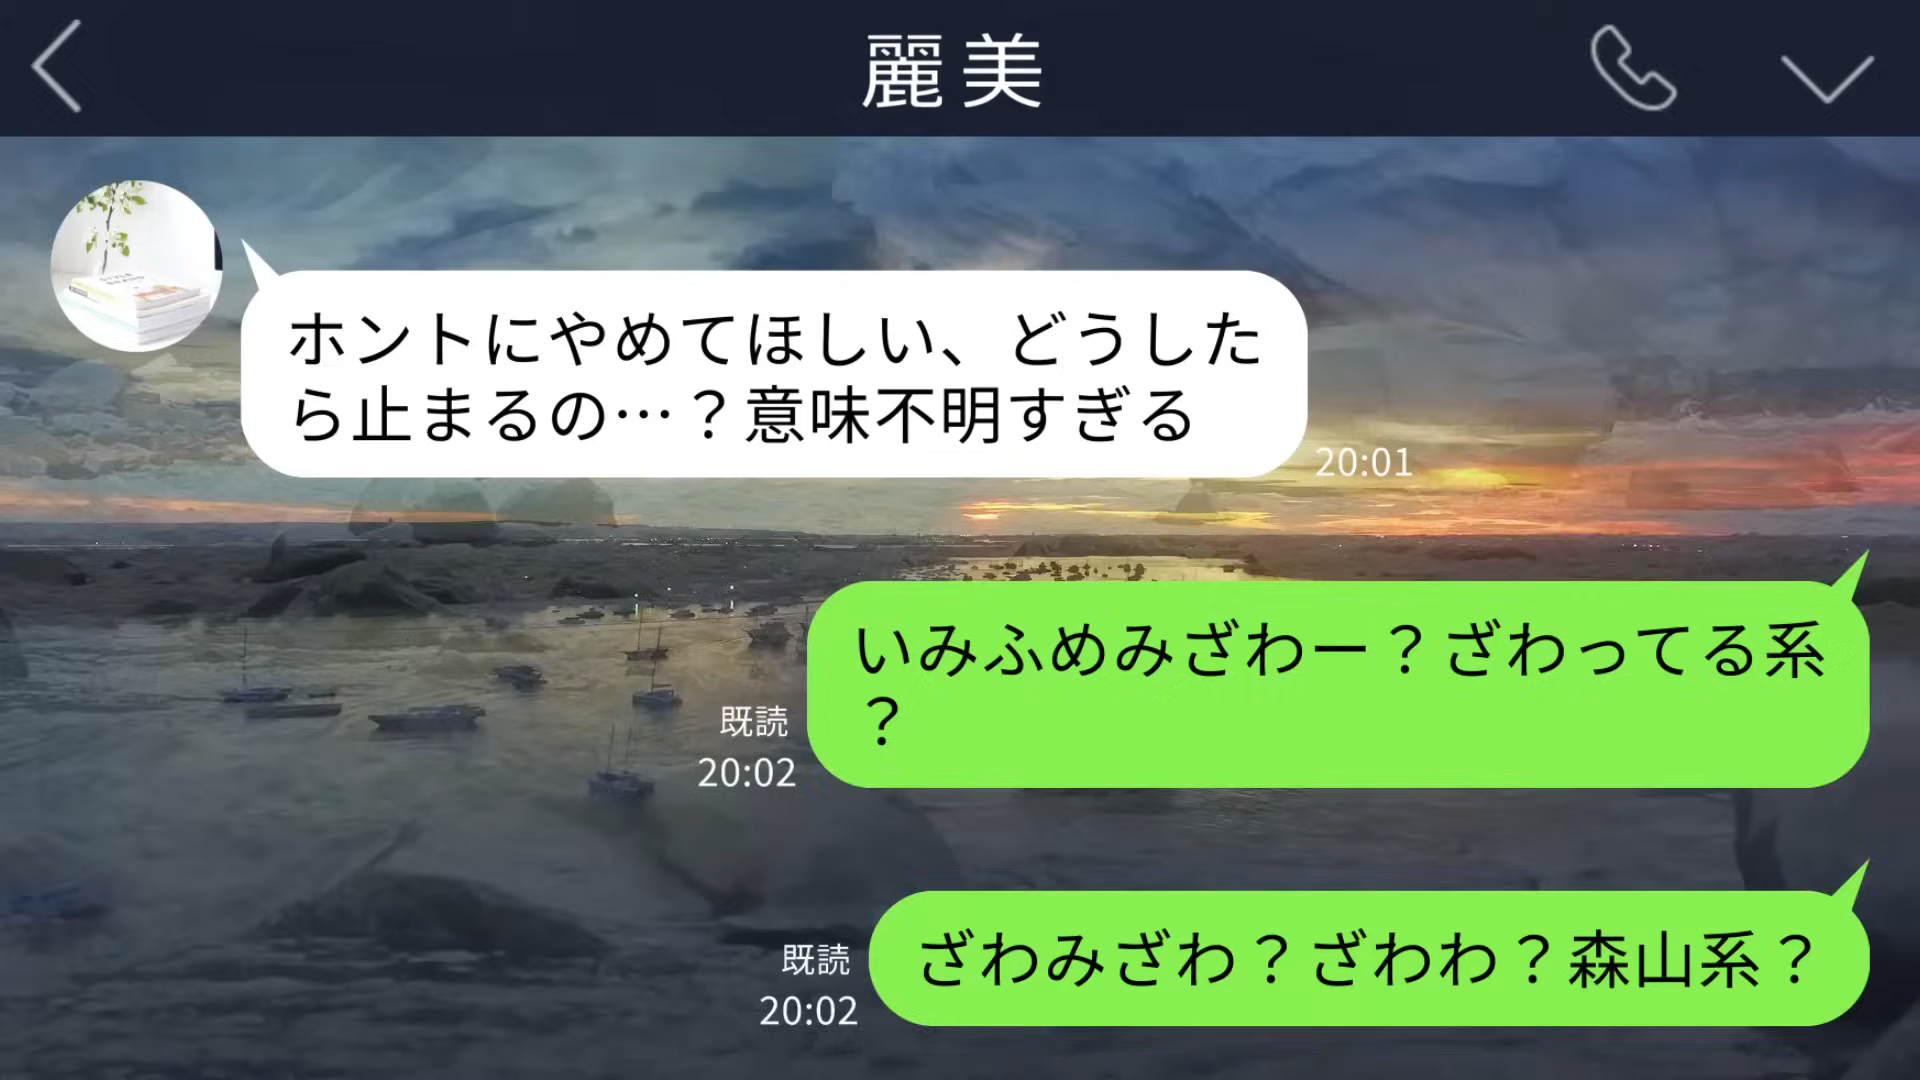 麗美
ホントにやめてほしい、どうした
ら止まるの…？意味不明すぎる
20:01
いみふめみざわー？ざわってる系
？
既読
20:02
ざわみざわ？ざわわ？森山系？
既読
20:02